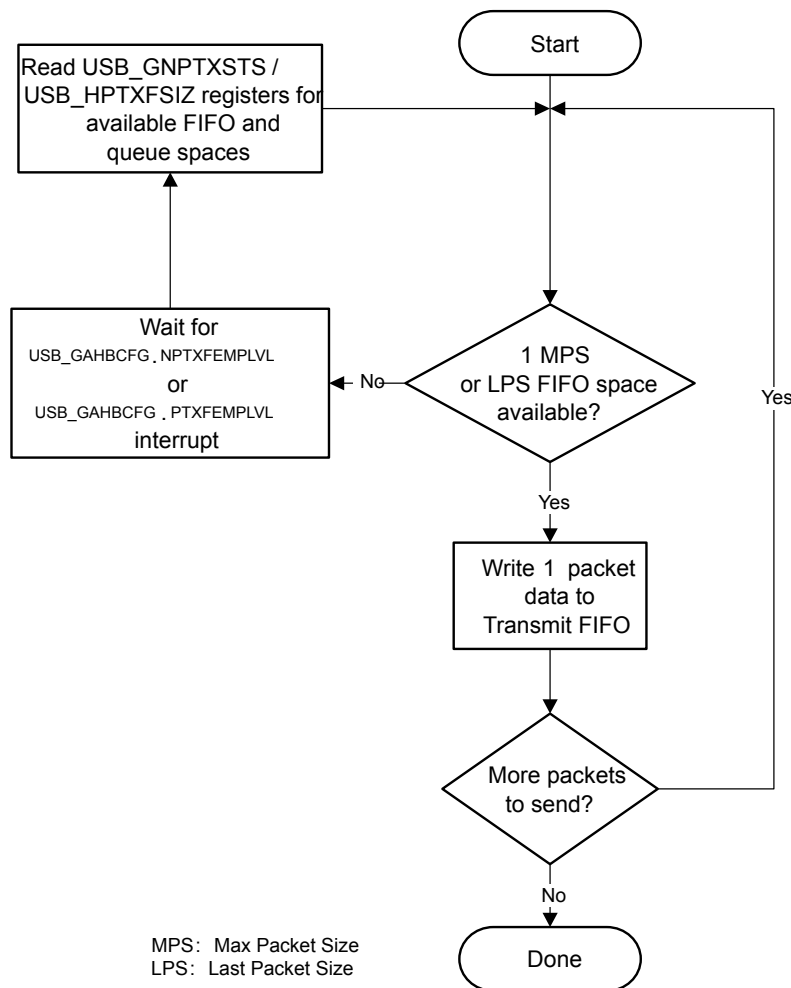 Start
Read USB_GNPTXSTS /
USB_HPTXFSIZ registers for
available FIFO and
queue spaces
Wait for
USB_GAHBCFG.NPTXFEMPLVL
or
USB_GAHBCFG.PTXFEMPLVL
interrupt
No
1 MPS
or LPS FIFO space
available?
Yes
Yes
Write 1 packet
data to
Transmit FIFO
More packets
to send?
No
Done
MPS: Max Packet Size
LPS: Last Packet Size